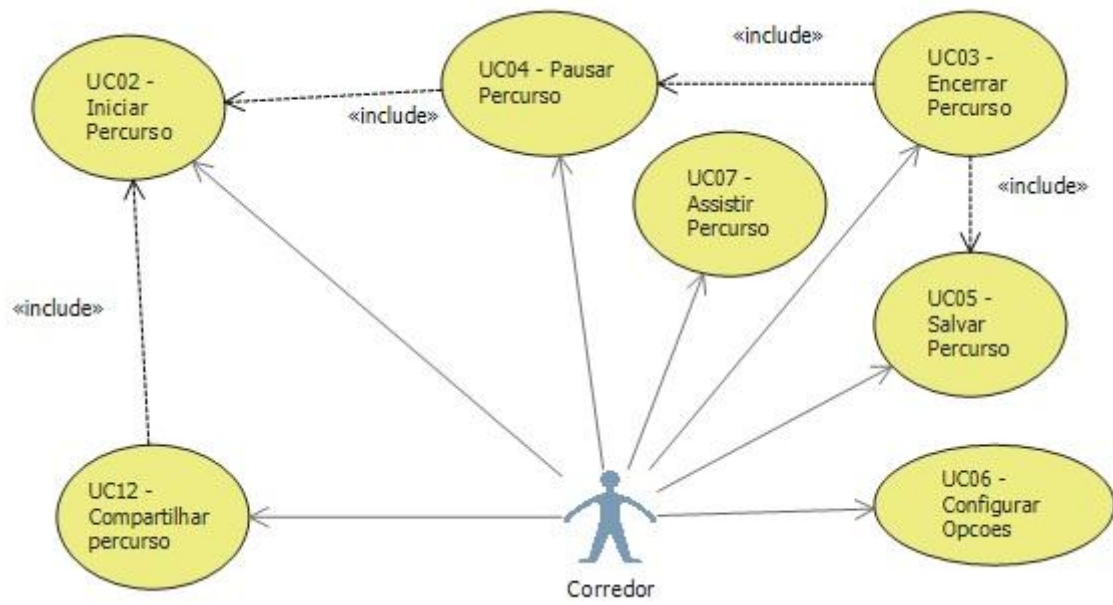 «include»
UC02 -
Iniciar
Percurso
UC04 - Pausar
Percurso
UC03 -
Encerrar
Percurso
«include»
UC07 -
Assistir
Percurso
«include»
UC05 -
Salvar
Percurso
«include»
UC12 -
Compartilhar
percurso
UC06 -
Configurar
Opcoes
Corredor